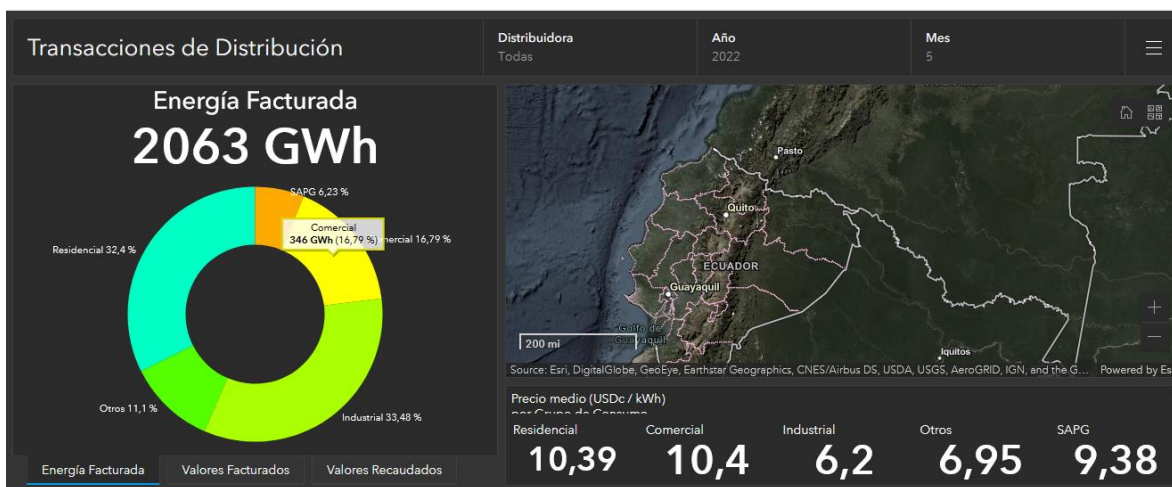 Transacciones de Distribución
Distribuidora
Todas
Año
2022
Mes
5
Energía Facturada
2063 GWh
SAPG 6,23 %
Comercial
346 GWh (16,79 %)
ercial 16,79 %
Residencial 32,4 %
Otros 11,1 %
Industrial 33,48 %
Energía Facturada
Valores Facturados
Valores Recaudados
Pasto
Quito
ECUADOR
Guayaquil
Golfo de
Guayaquil
Iquitos
200 mi
Source: Esri, DigitalGlobe, GeoEye, Earthstar Geographics, CNES/Airbus DS, USDA, USGS, AeroGRID, IGN, and the G... Powered by Es
Precio medio (USDc / kWh)
por Grupo de Consumo
Residencial
10,39
Comercial
10,4
Industrial
6,2
Otros
6,95
SAPG
9,38